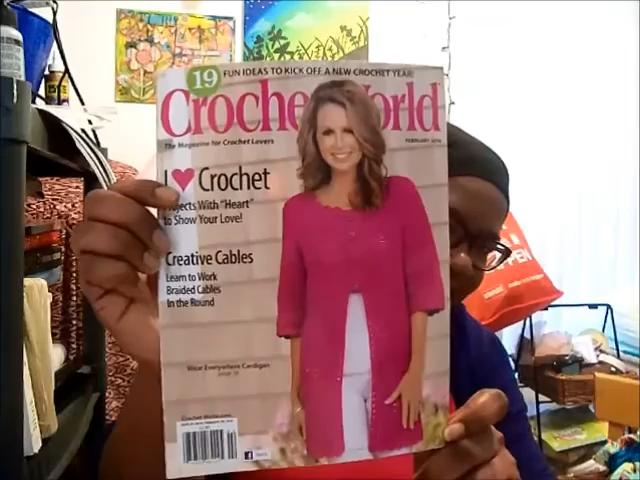 19 FUN IDEAS TO KICK OFF A NEW CROCHET YEAR!
Crochet World
The Magazine for Crochet Lovers
FEBRUARY
I ♥ Crochet
Projects With "Heart"
to Show Your Love!
Creative Cables
Learn to Work
Braided Cables
in the Round
Wear Everywhere Cardigan